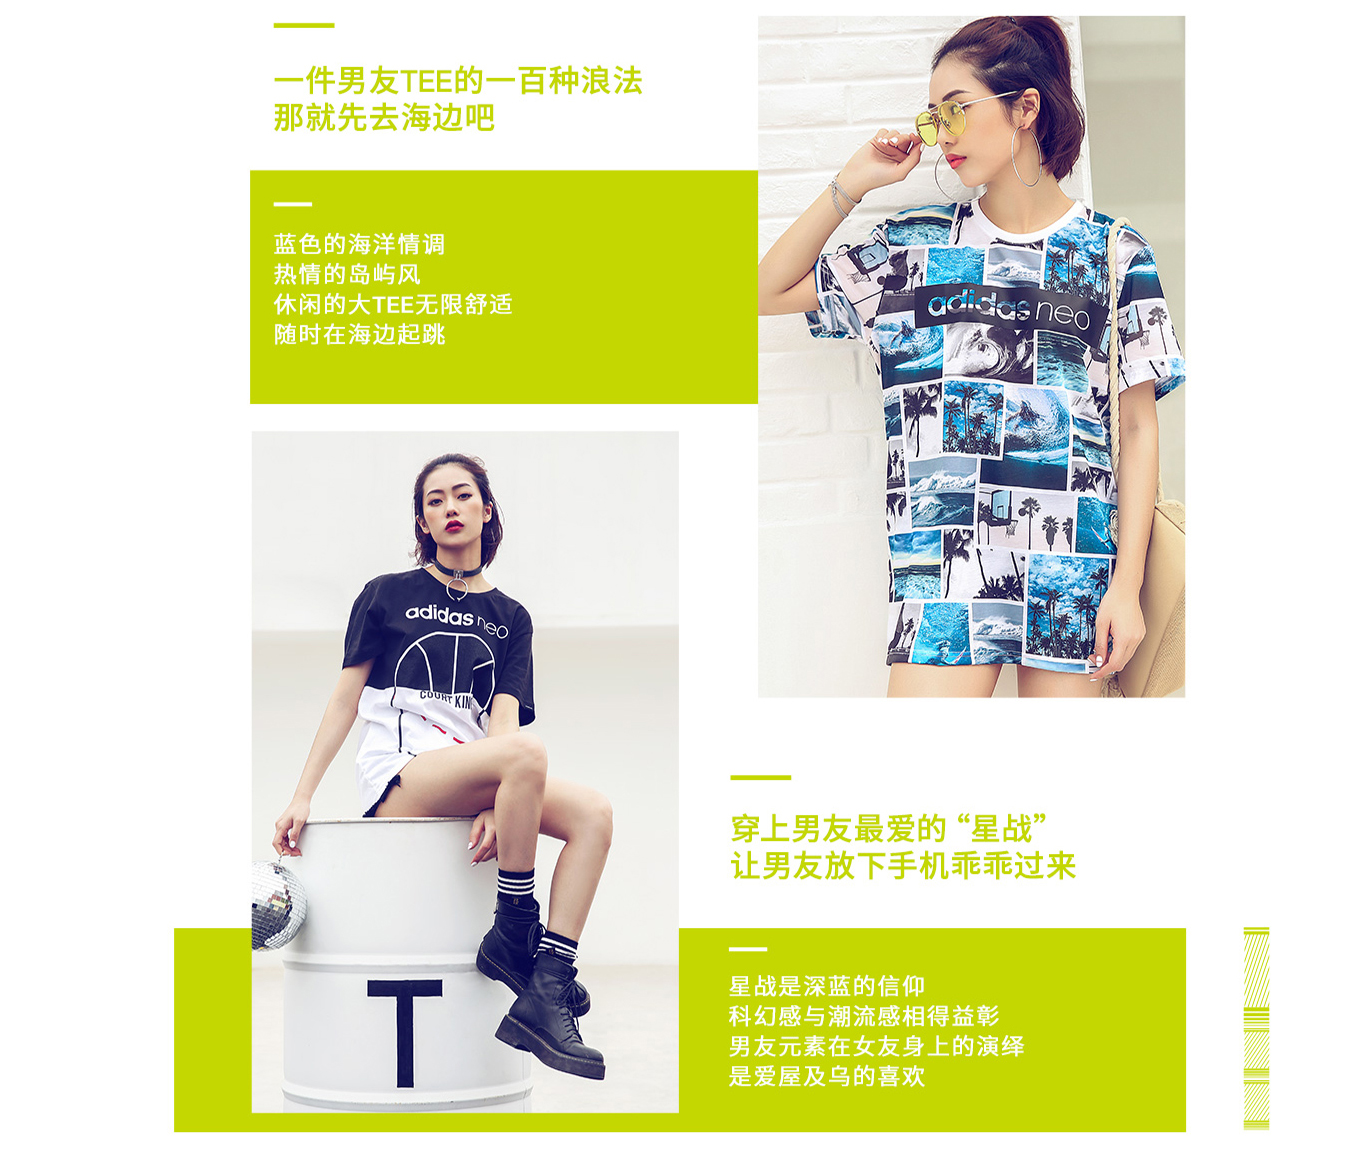 一件男友TEE的一百种浪法
那就先去海边吧
蓝色的海洋情调
热情的岛屿风
休闲的大TEE无限舒适
随时在海边起跳
adidas neo
adidas neo
COURT KIN
T
穿上男友最爱的“星战”
让男友放下手机乖乖过来
星战是深蓝的信仰
科幻感与潮流感相得益彰
男友元素在女友身上的演绎
是爱屋及乌的喜欢